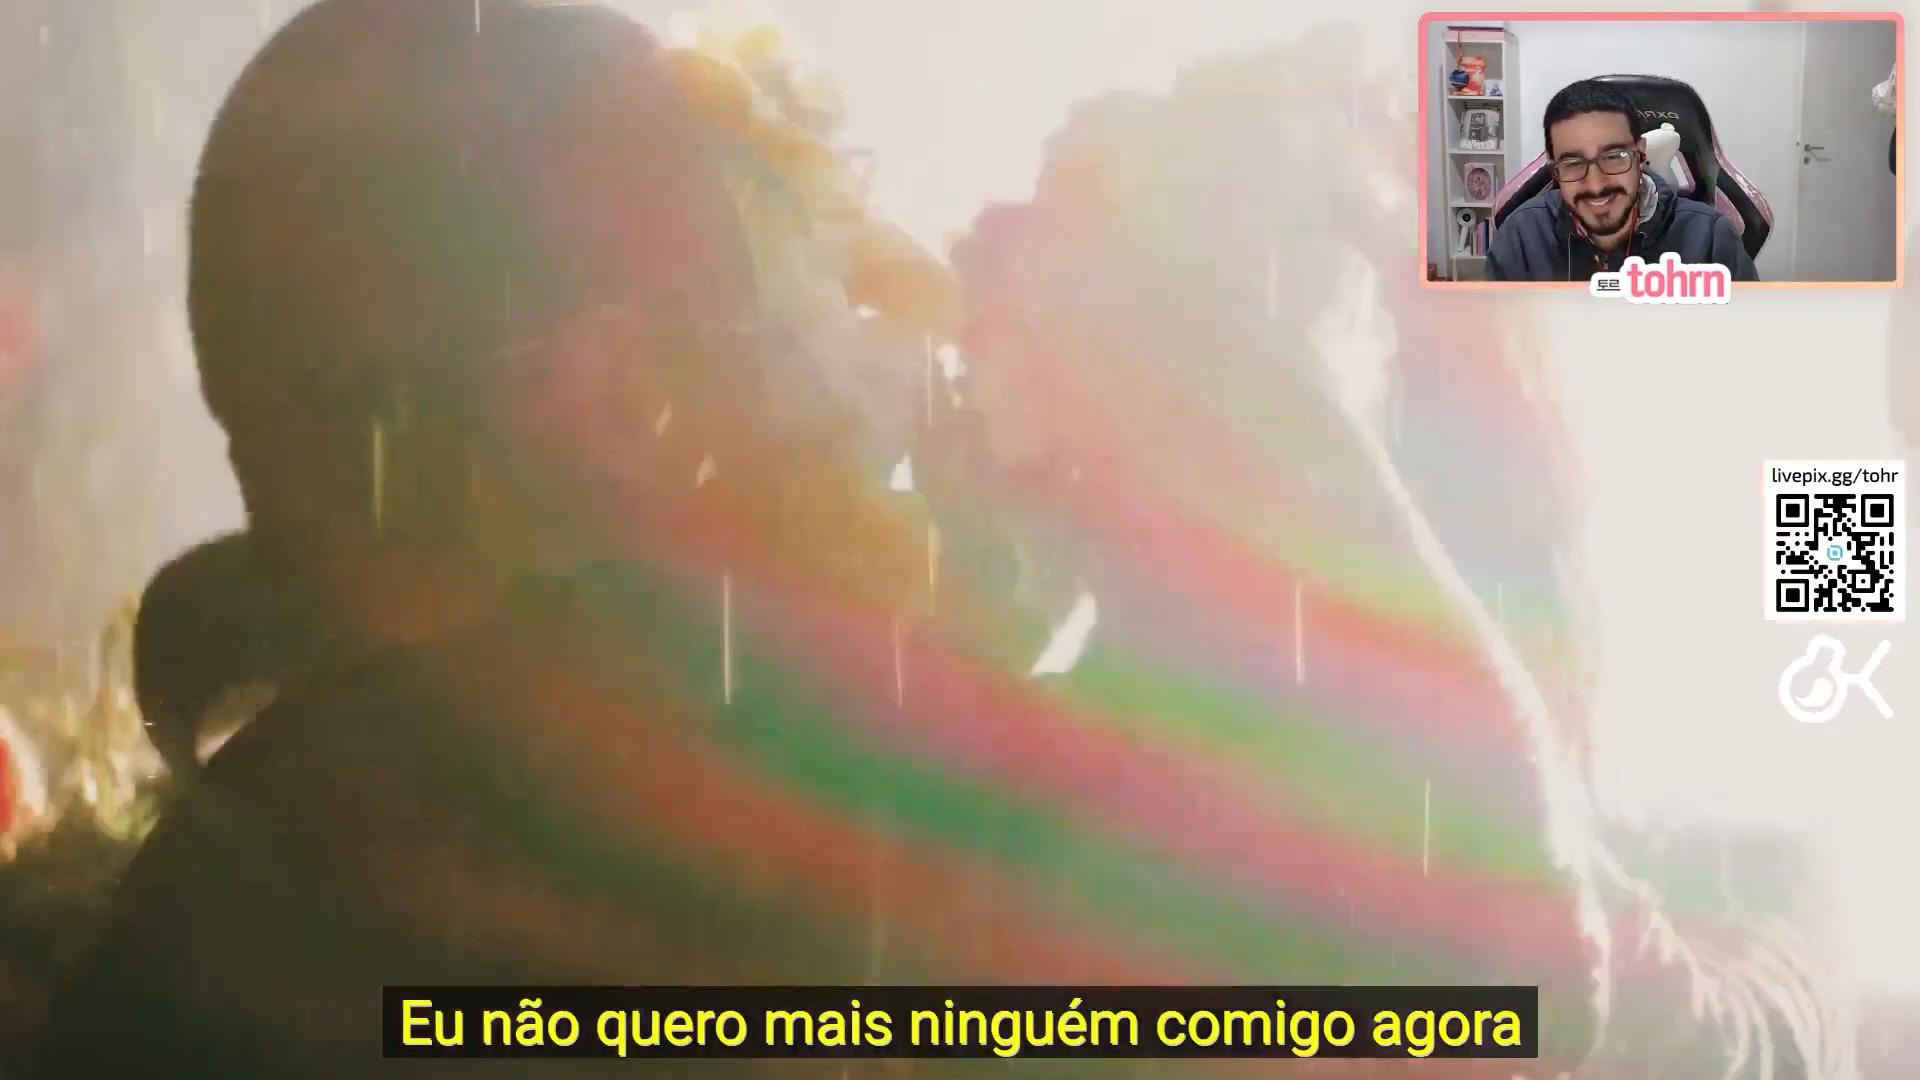 토르 tohrn
livepix.gg/tohr
Eu não quero mais ninguém comigo agora